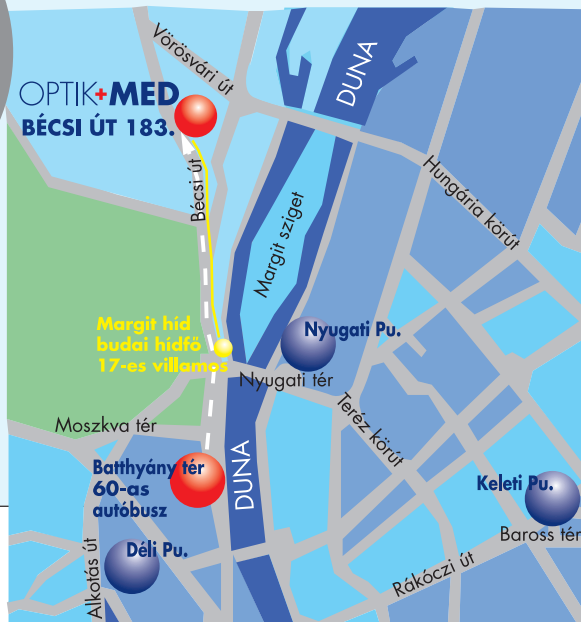 Vörösvári út
DUNA
OPTIK+MED
BÉCSI ÚT 183.
Hungária körút
Bécsi út
Margit sziget
Margit híd
budai hídfő
17-es villamos
Nyugati Pu.
Nyugati tér
Teréz körút
Moszkva tér
Batthyány tér
60-as
autóbusz
DUNA
Keleti Pu.
Baross tér
Déli Pu.
Alkotás út
Rákóczi út